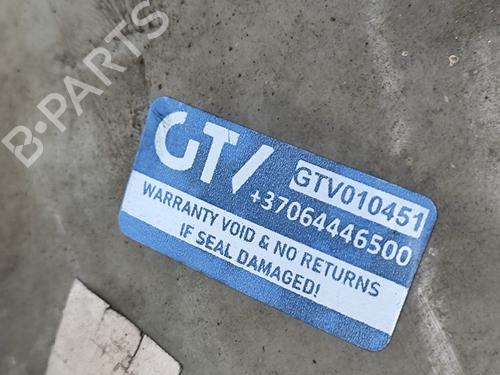 B-PARTS
GTV
GTV010451
+37064446500
WARRANTY VOID & NO RETURNS
IF SEAL DAMAGED!